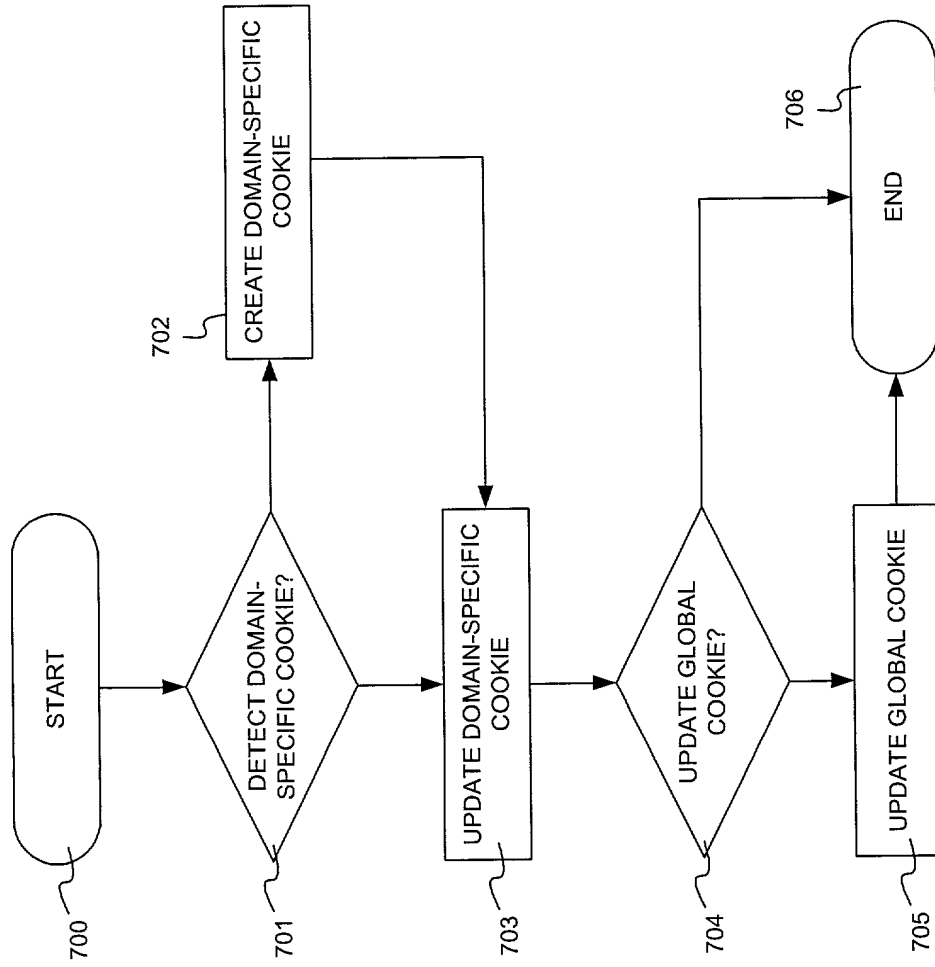 START
700
DETECT DOMAIN-
SPECIFIC COOKIE?
701
CREATE DOMAIN-SPECIFIC
COOKIE
702
UPDATE DOMAIN-SPECIFIC
COOKIE
703
UPDATE GLOBAL
COOKIE?
704
UPDATE GLOBAL COOKIE
705
END
706